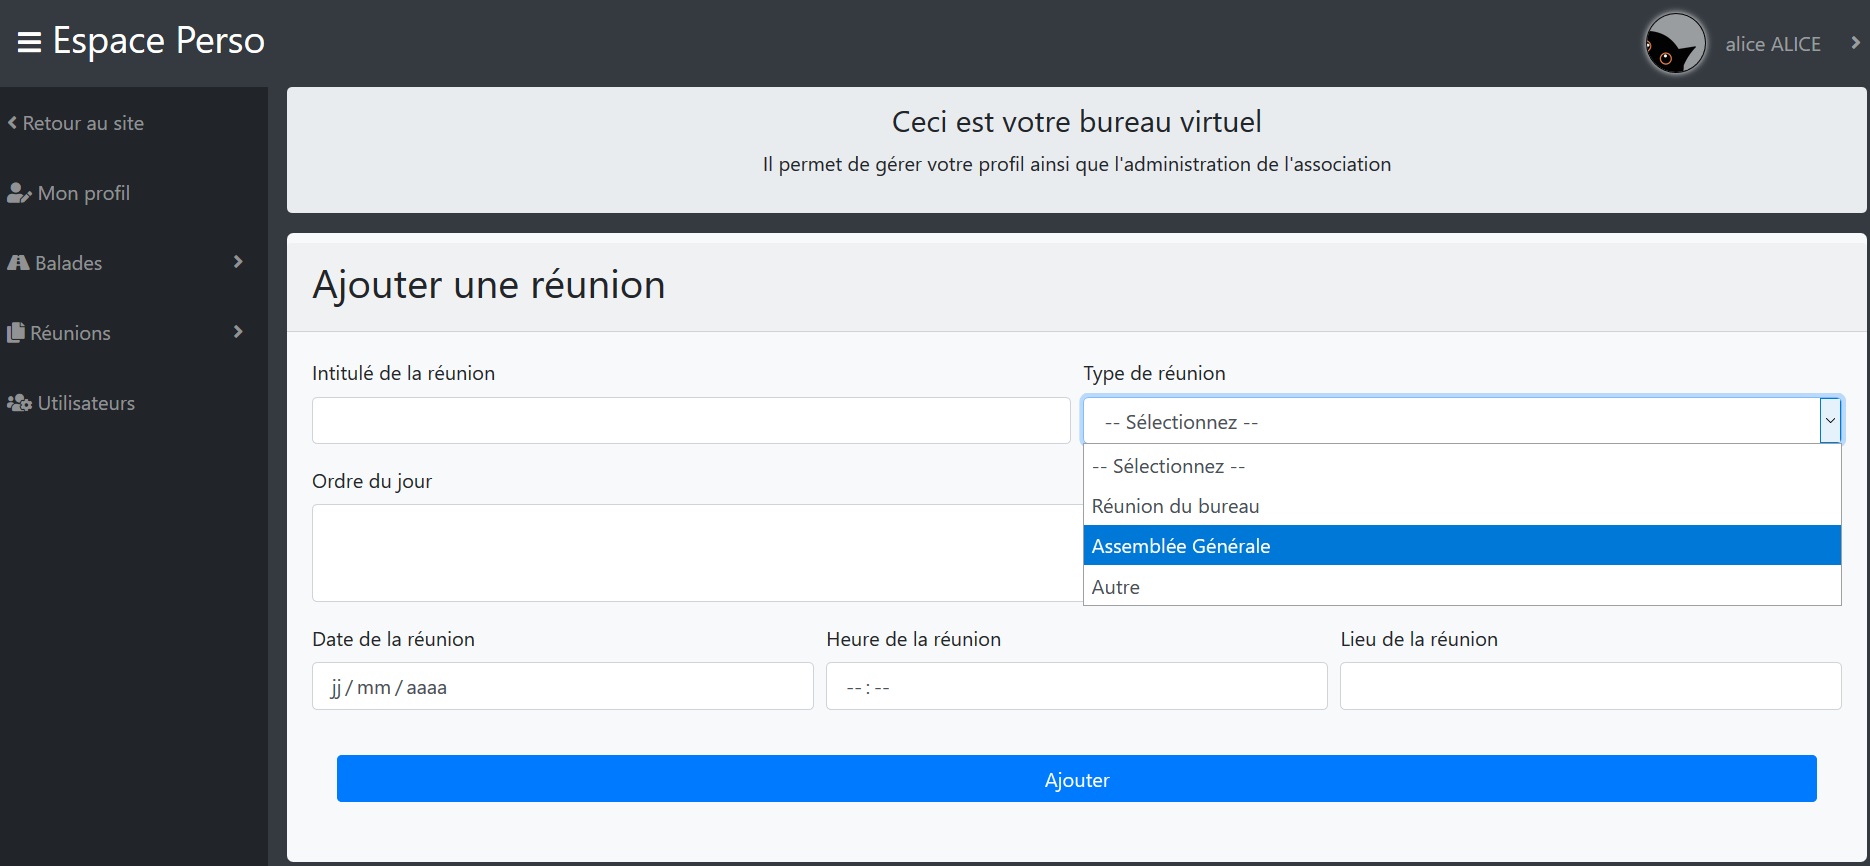 Espace Perso
alice ALICE
Retour au site
Mon profil
Balades
Réunions
Utilisateurs
Ceci est votre bureau virtuel
Il permet de gérer votre profil ainsi que l'administration de l'association
Ajouter une réunion
Intitulé de la réunion
Type de réunion
-- Sélectionnez --
-- Sélectionnez --
Réunion du bureau
Assemblée Générale
Autre
Ordre du jour
Date de la réunion
Heure de la réunion
Lieu de la réunion
jj / mm / aaaa
-- : --
Ajouter